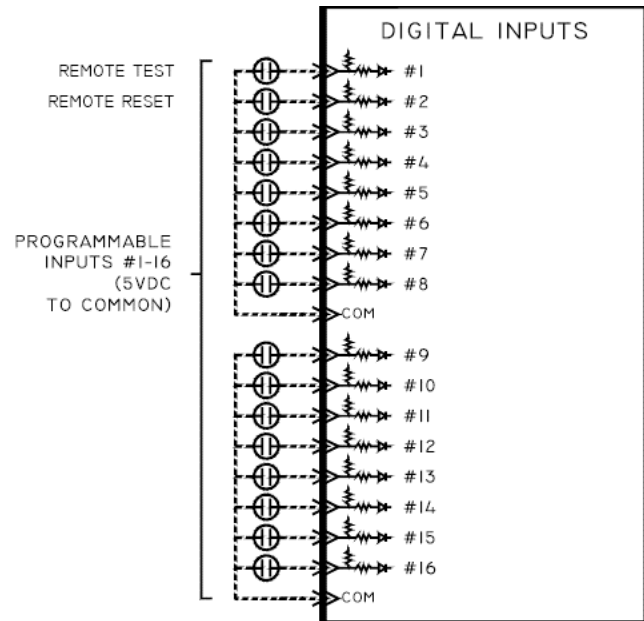 DIGITAL INPUTS
REMOTE TEST
#1
REMOTE RESET
#2
#3
#4
#5
#6
PROGRAMMABLE
INPUTS #1-16
(5VDC
TO COMMON)
#7
#8
COM
#9
#10
#11
#12
#13
#14
#15
#16
COM